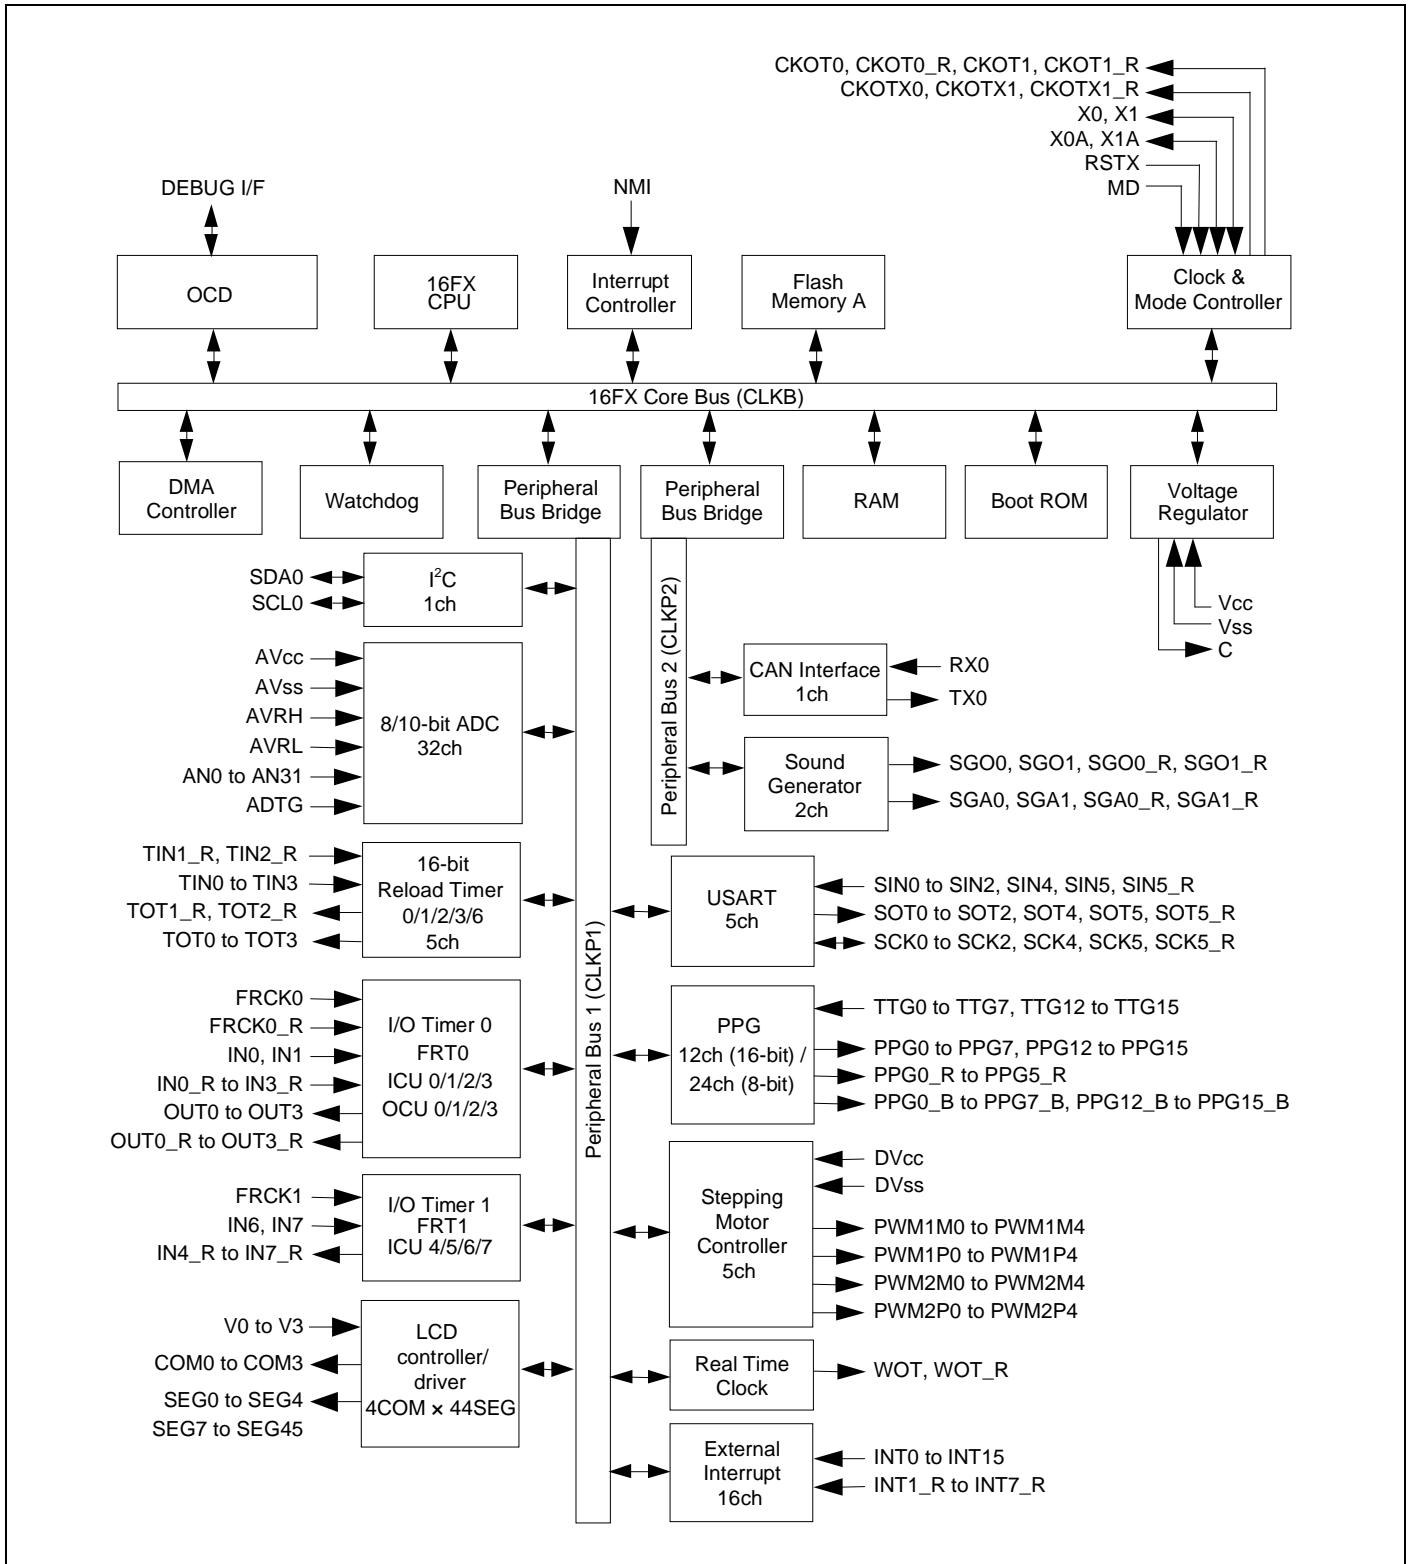 CKOT0, CKOT0_R, CKOT1, CKOT1_R
CKOTX0, CKOTX1, CKOTX1_R
X0, X1
X0A, X1A
RSTX
MD
DEBUG I/F
NMI
OCD
16FX
CPU
Interrupt
Controller
Flash
Memory A
Clock &
Mode Controller
16FX Core Bus (CLKB)
DMA
Controller
Watchdog
Peripheral
Bus Bridge
Peripheral
Bus Bridge
RAM
Boot ROM
Voltage
Regulator
Vcc
Vss
C
Peripheral Bus 1 (CLKP1)
Peripheral Bus 2 (CLKP2)
SDA0
SCL0
I²C
1ch
AVcc
AVss
AVRH
AVRL
AN0 to AN31
ADTG
8/10-bit ADC
32ch
TIN1_R, TIN2_R
TIN0 to TIN3
TOT1_R, TOT2_R
TOT0 to TOT3
16-bit
Reload Timer
0/1/2/3/6
5ch
FRCK0
FRCK0_R
IN0, IN1
IN0_R to IN3_R
OUT0 to OUT3
OUT0_R to OUT3_R
I/O Timer 0
FRT0
ICU 0/1/2/3
OCU 0/1/2/3
FRCK1
IN6, IN7
IN4_R to IN7_R
I/O Timer 1
FRT1
ICU 4/5/6/7
V0 to V3
COM0 to COM3
SEG0 to SEG4
SEG7 to SEG45
LCD
controller/
driver
4COM × 44SEG
CAN Interface
1ch
RX0
TX0
Sound
Generator
2ch
SGO0, SGO1, SGO0_R, SGO1_R
SGA0, SGA1, SGA0_R, SGA1_R
USART
5ch
SIN0 to SIN2, SIN4, SIN5, SIN5_R
SOT0 to SOT2, SOT4, SOT5, SOT5_R
SCK0 to SCK2, SCK4, SCK5, SCK5_R
PPG
12ch (16-bit) /
24ch (8-bit)
TTG0 to TTG7, TTG12 to TTG15
PPG0 to PPG7, PPG12 to PPG15
PPG0_R to PPG5_R
PPG0_B to PPG7_B, PPG12_B to PPG15_B
Stepping
Motor
Controller
5ch
DVcc
DVss
PWM1M0 to PWM1M4
PWM1P0 to PWM1P4
PWM2M0 to PWM2M4
PWM2P0 to PWM2P4
Real Time
Clock
WOT, WOT_R
External
Interrupt
16ch
INT0 to INT15
INT1_R to INT7_R